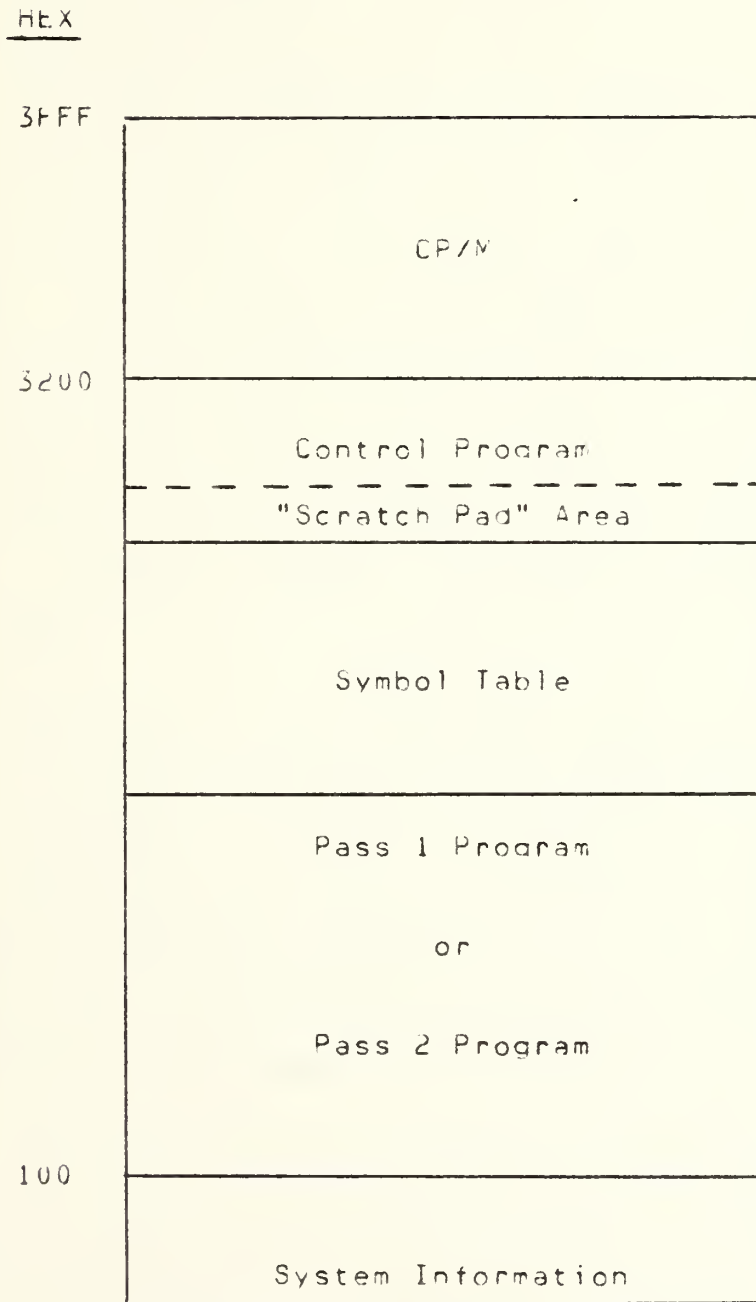 HEX
3FFF
CP/M
3200
Control Program
"Scratch Pad" Area
Symbol Table
Pass 1 Program
or
Pass 2 Program
100
System Information